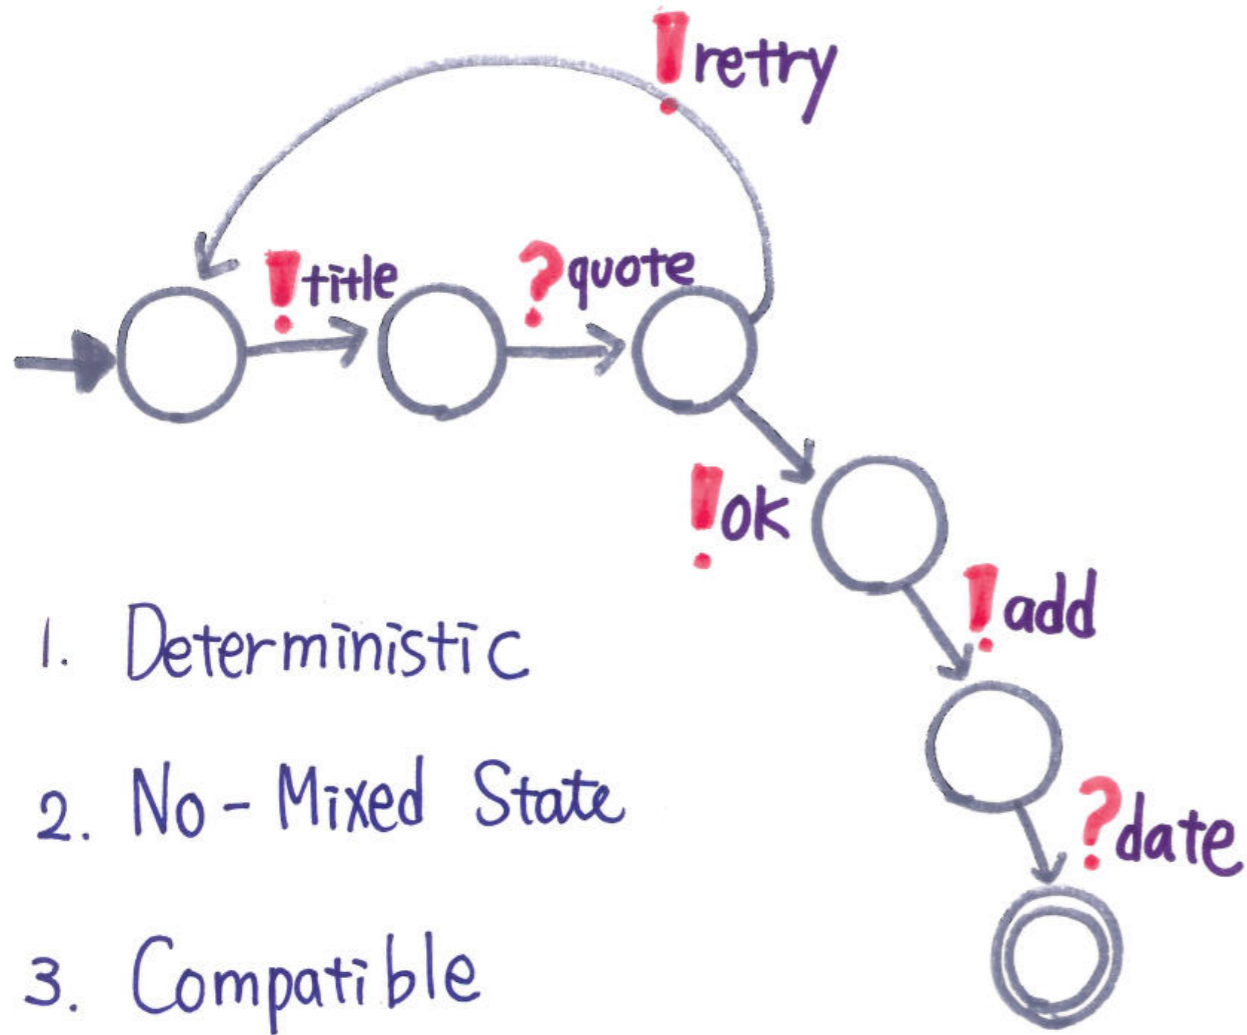 !retry
!title
?quote
!ok
!add
1. Deterministic
2. No-Mixed State
?date
3. Compatible